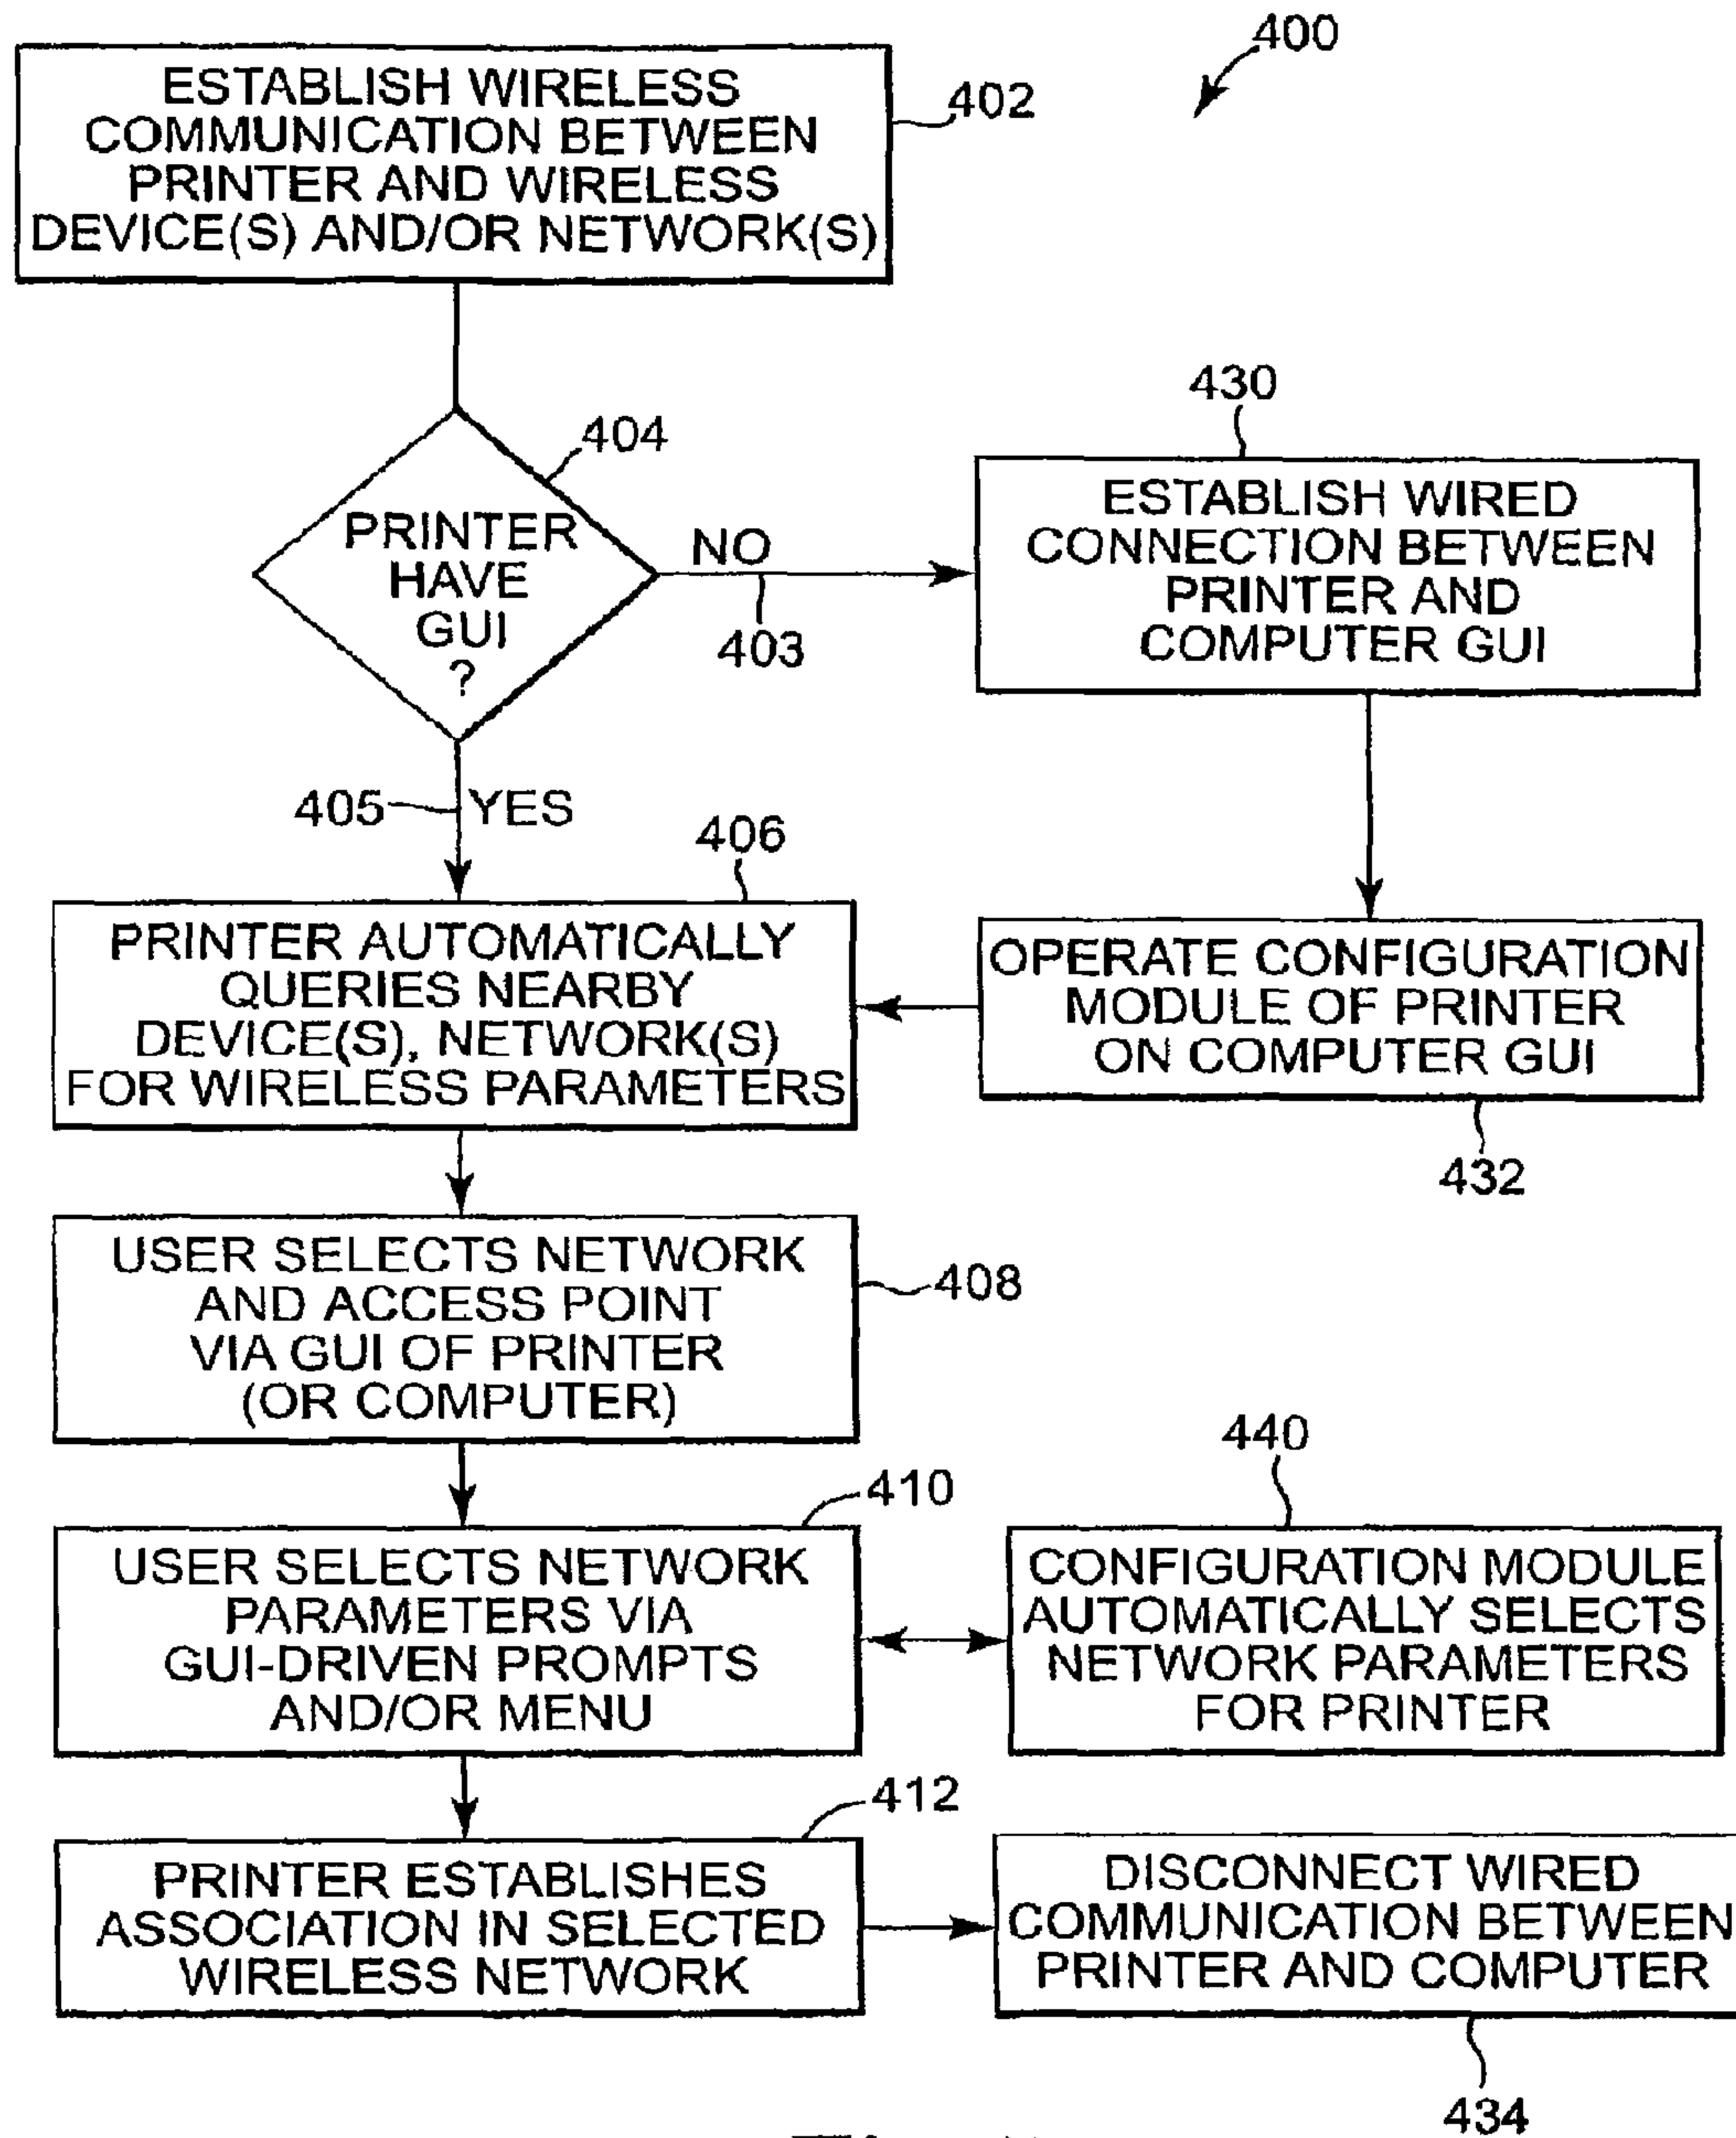 400
ESTABLISH WIRELESS
COMMUNICATION BETWEEN
PRINTER AND WIRELESS
DEVICE(S) AND/OR NETWORK(S)
402
404
PRINTER
HAVE
GUI
?
NO
403
430
ESTABLISH WIRED
CONNECTION BETWEEN
PRINTER AND
COMPUTER GUI
405
YES
406
PRINTER AUTOMATICALLY
QUERIES NEARBY
DEVICE(S), NETWORK(S)
FOR WIRELESS PARAMETERS
OPERATE CONFIGURATION
MODULE OF PRINTER
ON COMPUTER GUI
432
USER SELECTS NETWORK
AND ACCESS POINT
VIA GUI OF PRINTER
(OR COMPUTER)
408
410
USER SELECTS NETWORK
PARAMETERS VIA
GUI-DRIVEN PROMPTS
AND/OR MENU
440
CONFIGURATION MODULE
AUTOMATICALLY SELECTS
NETWORK PARAMETERS
FOR PRINTER
412
PRINTER ESTABLISHES
ASSOCIATION IN SELECTED
WIRELESS NETWORK
DISCONNECT WIRED
COMMUNICATION BETWEEN
PRINTER AND COMPUTER
434